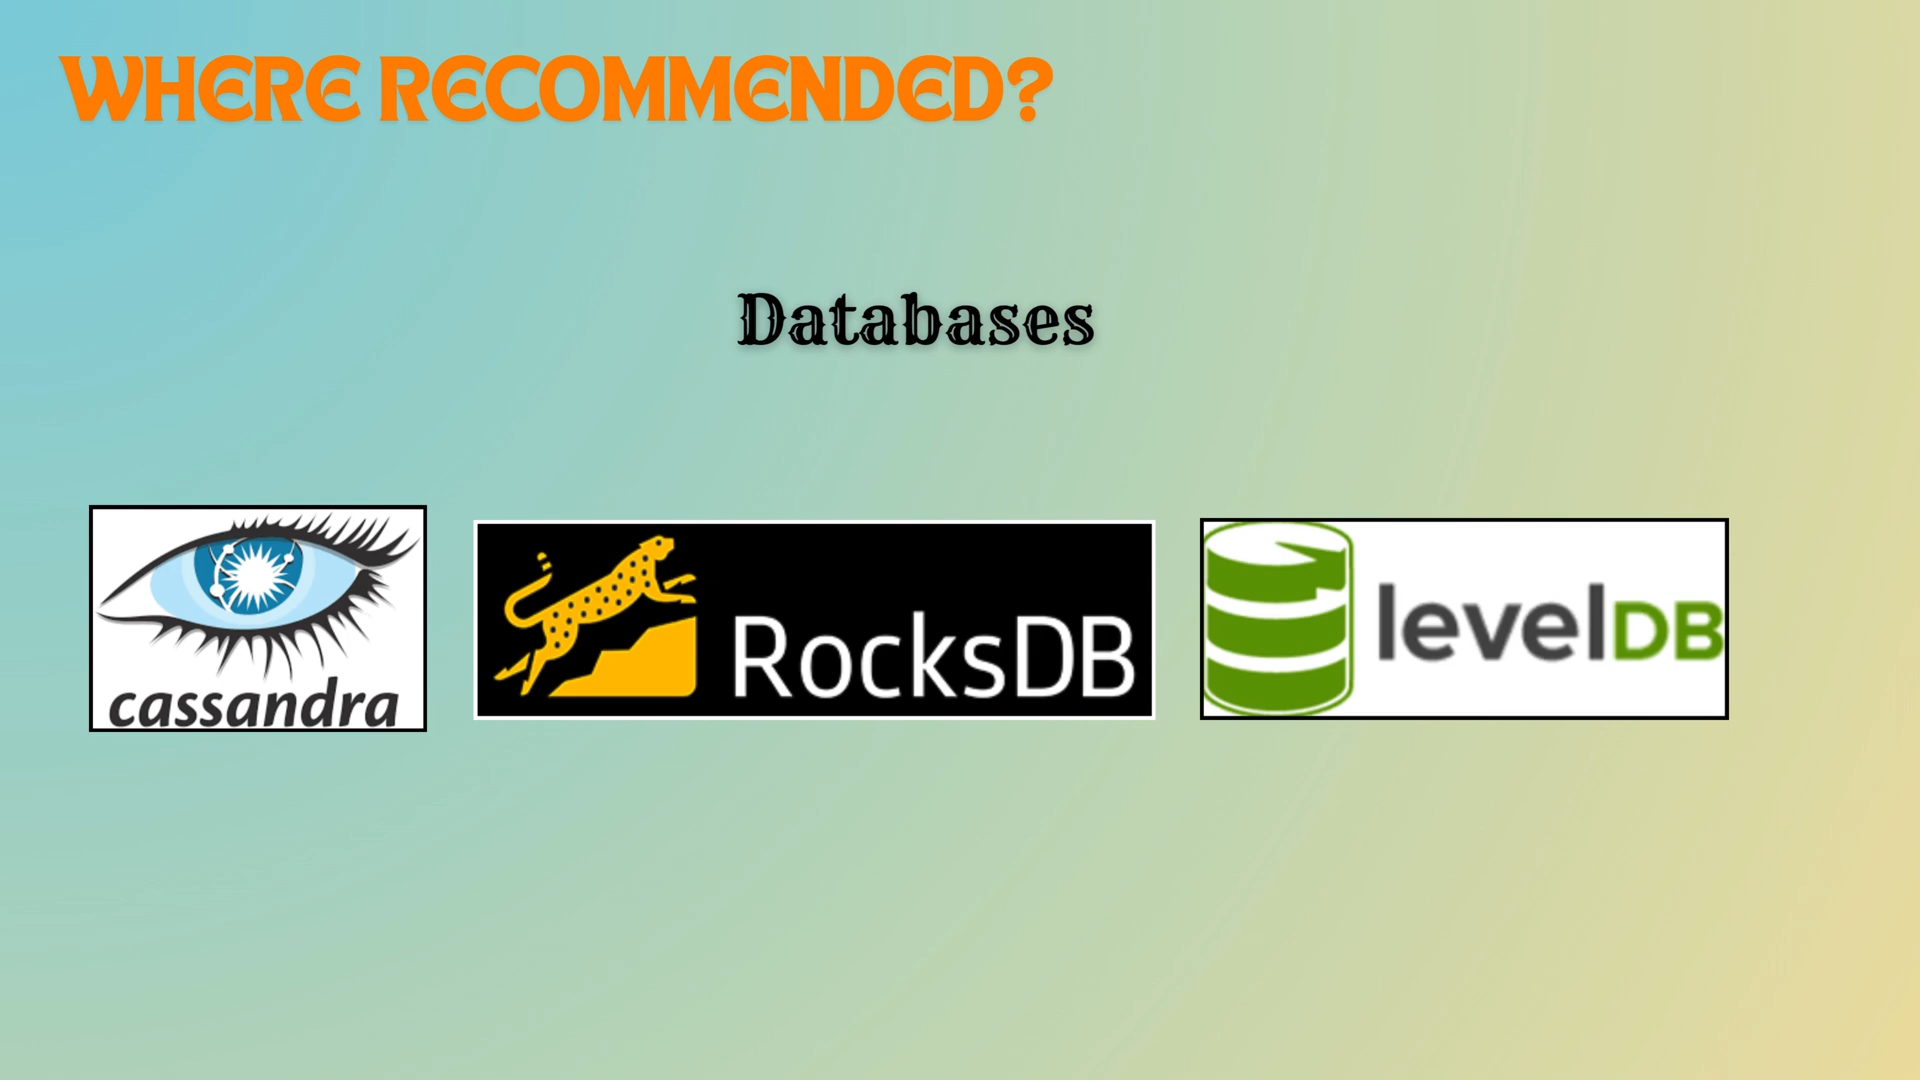 WHERE RECOMMENDED?
Databases
cassandra
RocksDB
levelDB